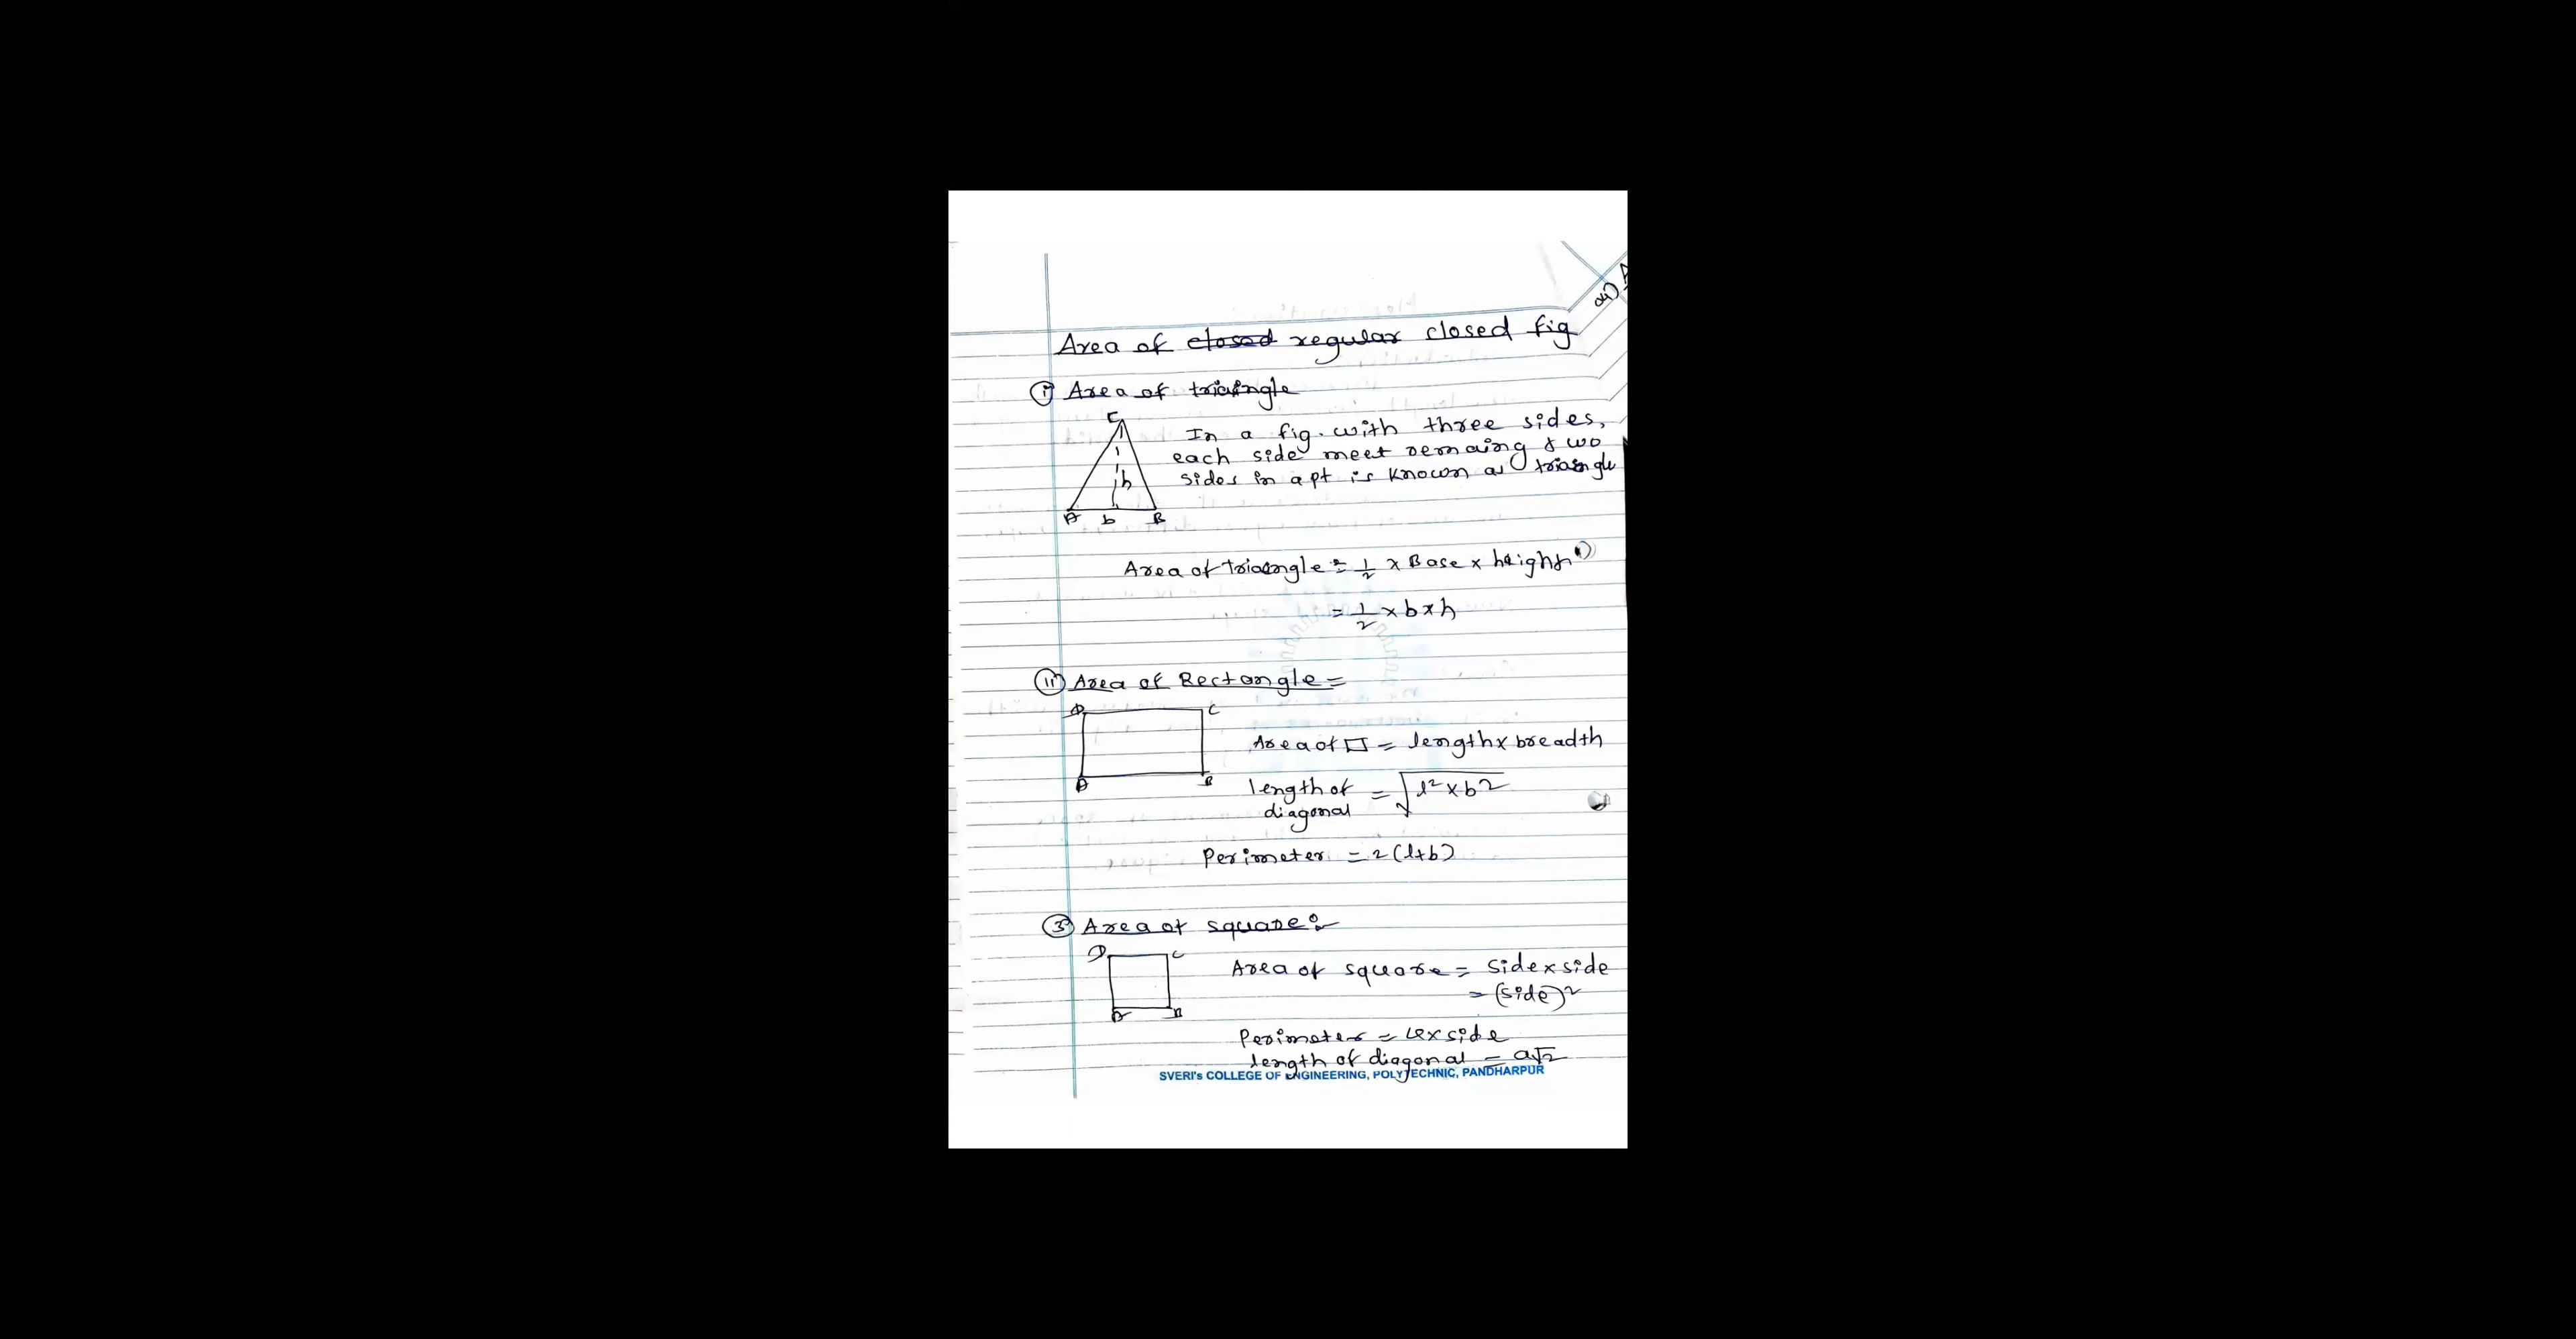 Area of closed regular closed fig
i) Area of triangle
C
In a fig. with three sides,
each side meet remaing two
sides in a pt is known as triangle
h
A b B
Area of triangle = 1/2 x Base x height
= 1/2 x b x h
ii) Area of Rectangle =
D C
Area of □ = length x breadth
A B
length of diagonal = √l² x b²
Perimeter = 2(l+b)
3) Area of square:-
D C
Area of square = side x side
= (side)²
A B
Perimeter = 4 x side
length of diagonal = a√2
SVERI's COLLEGE OF ENGINEERING, POLYTECHNIC, PANDHARPUR